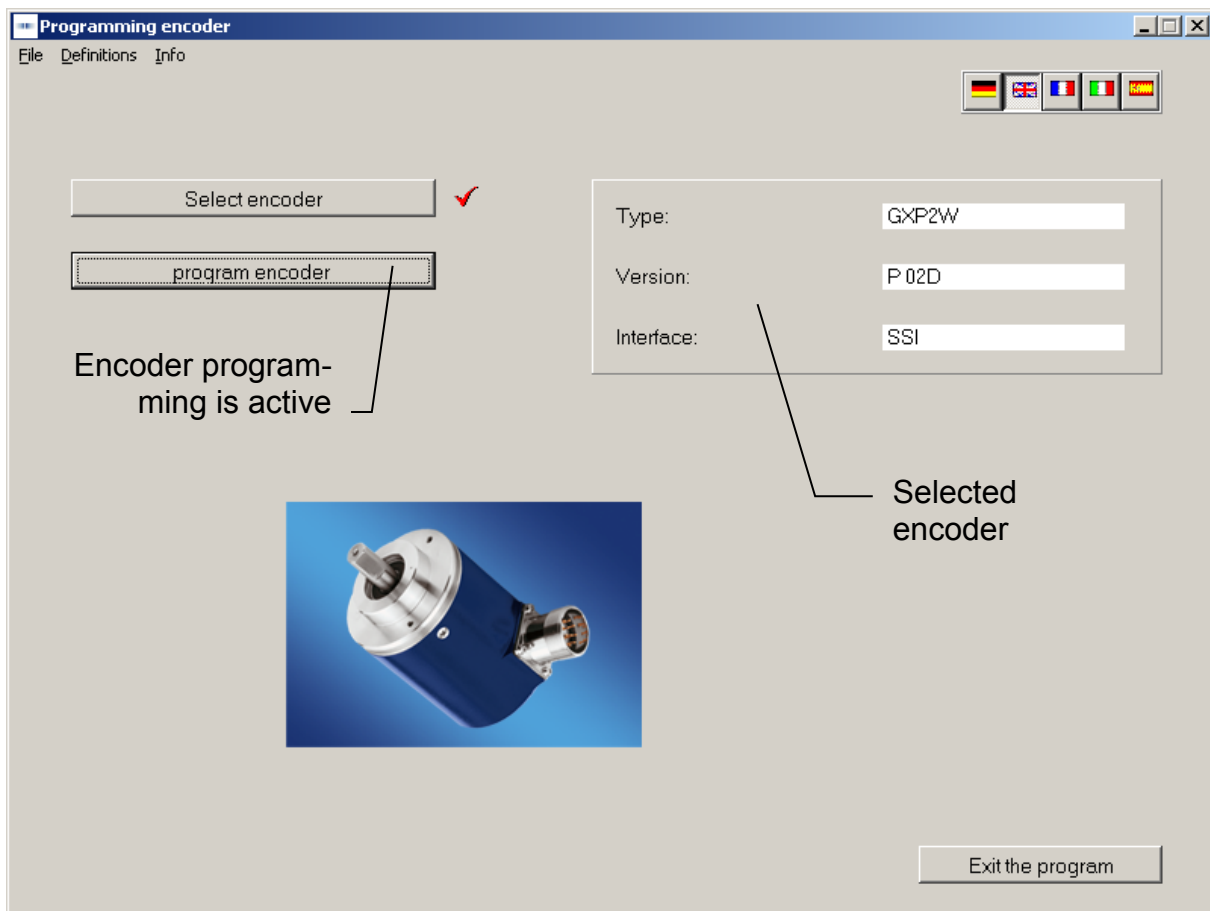 Programming encoder
File Definitions Info
Select encoder
program encoder
Type: GXP2W
Version: P 02D
Interface: SSI
Encoder program-
ming is active
Selected
encoder
Exit the program